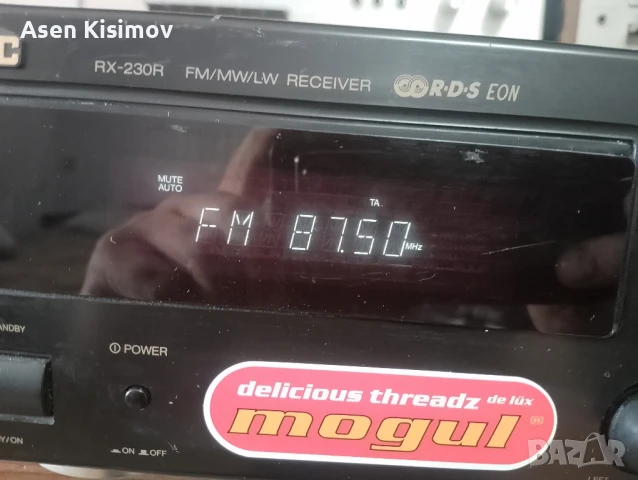 Asen Kisimov
C
RX-230R FM/MW/LW RECEIVER R·D·S EON
MUTE
AUTO
TA
FM 87.50 MHz
POWER
delicious threadz de lüx
mogul
ON OFF
BAZAR